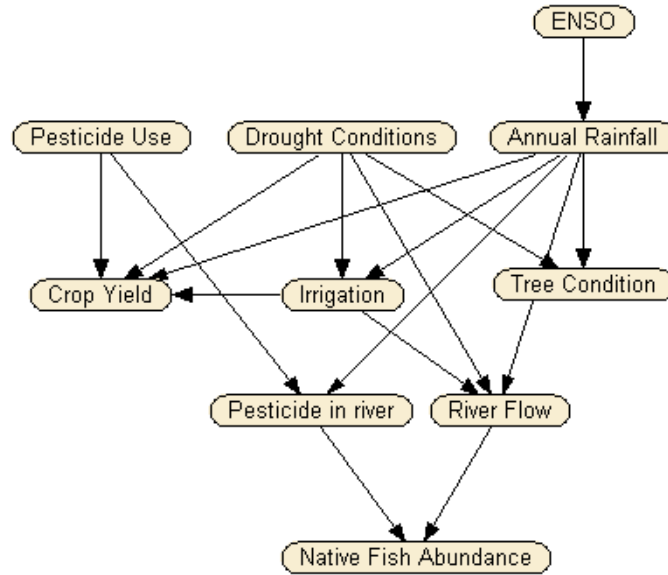 ENSO
Pesticide Use
Drought Conditions
Annual Rainfall
Crop Yield
Irrigation
Tree Condition
Pesticide in river
River Flow
Native Fish Abundance